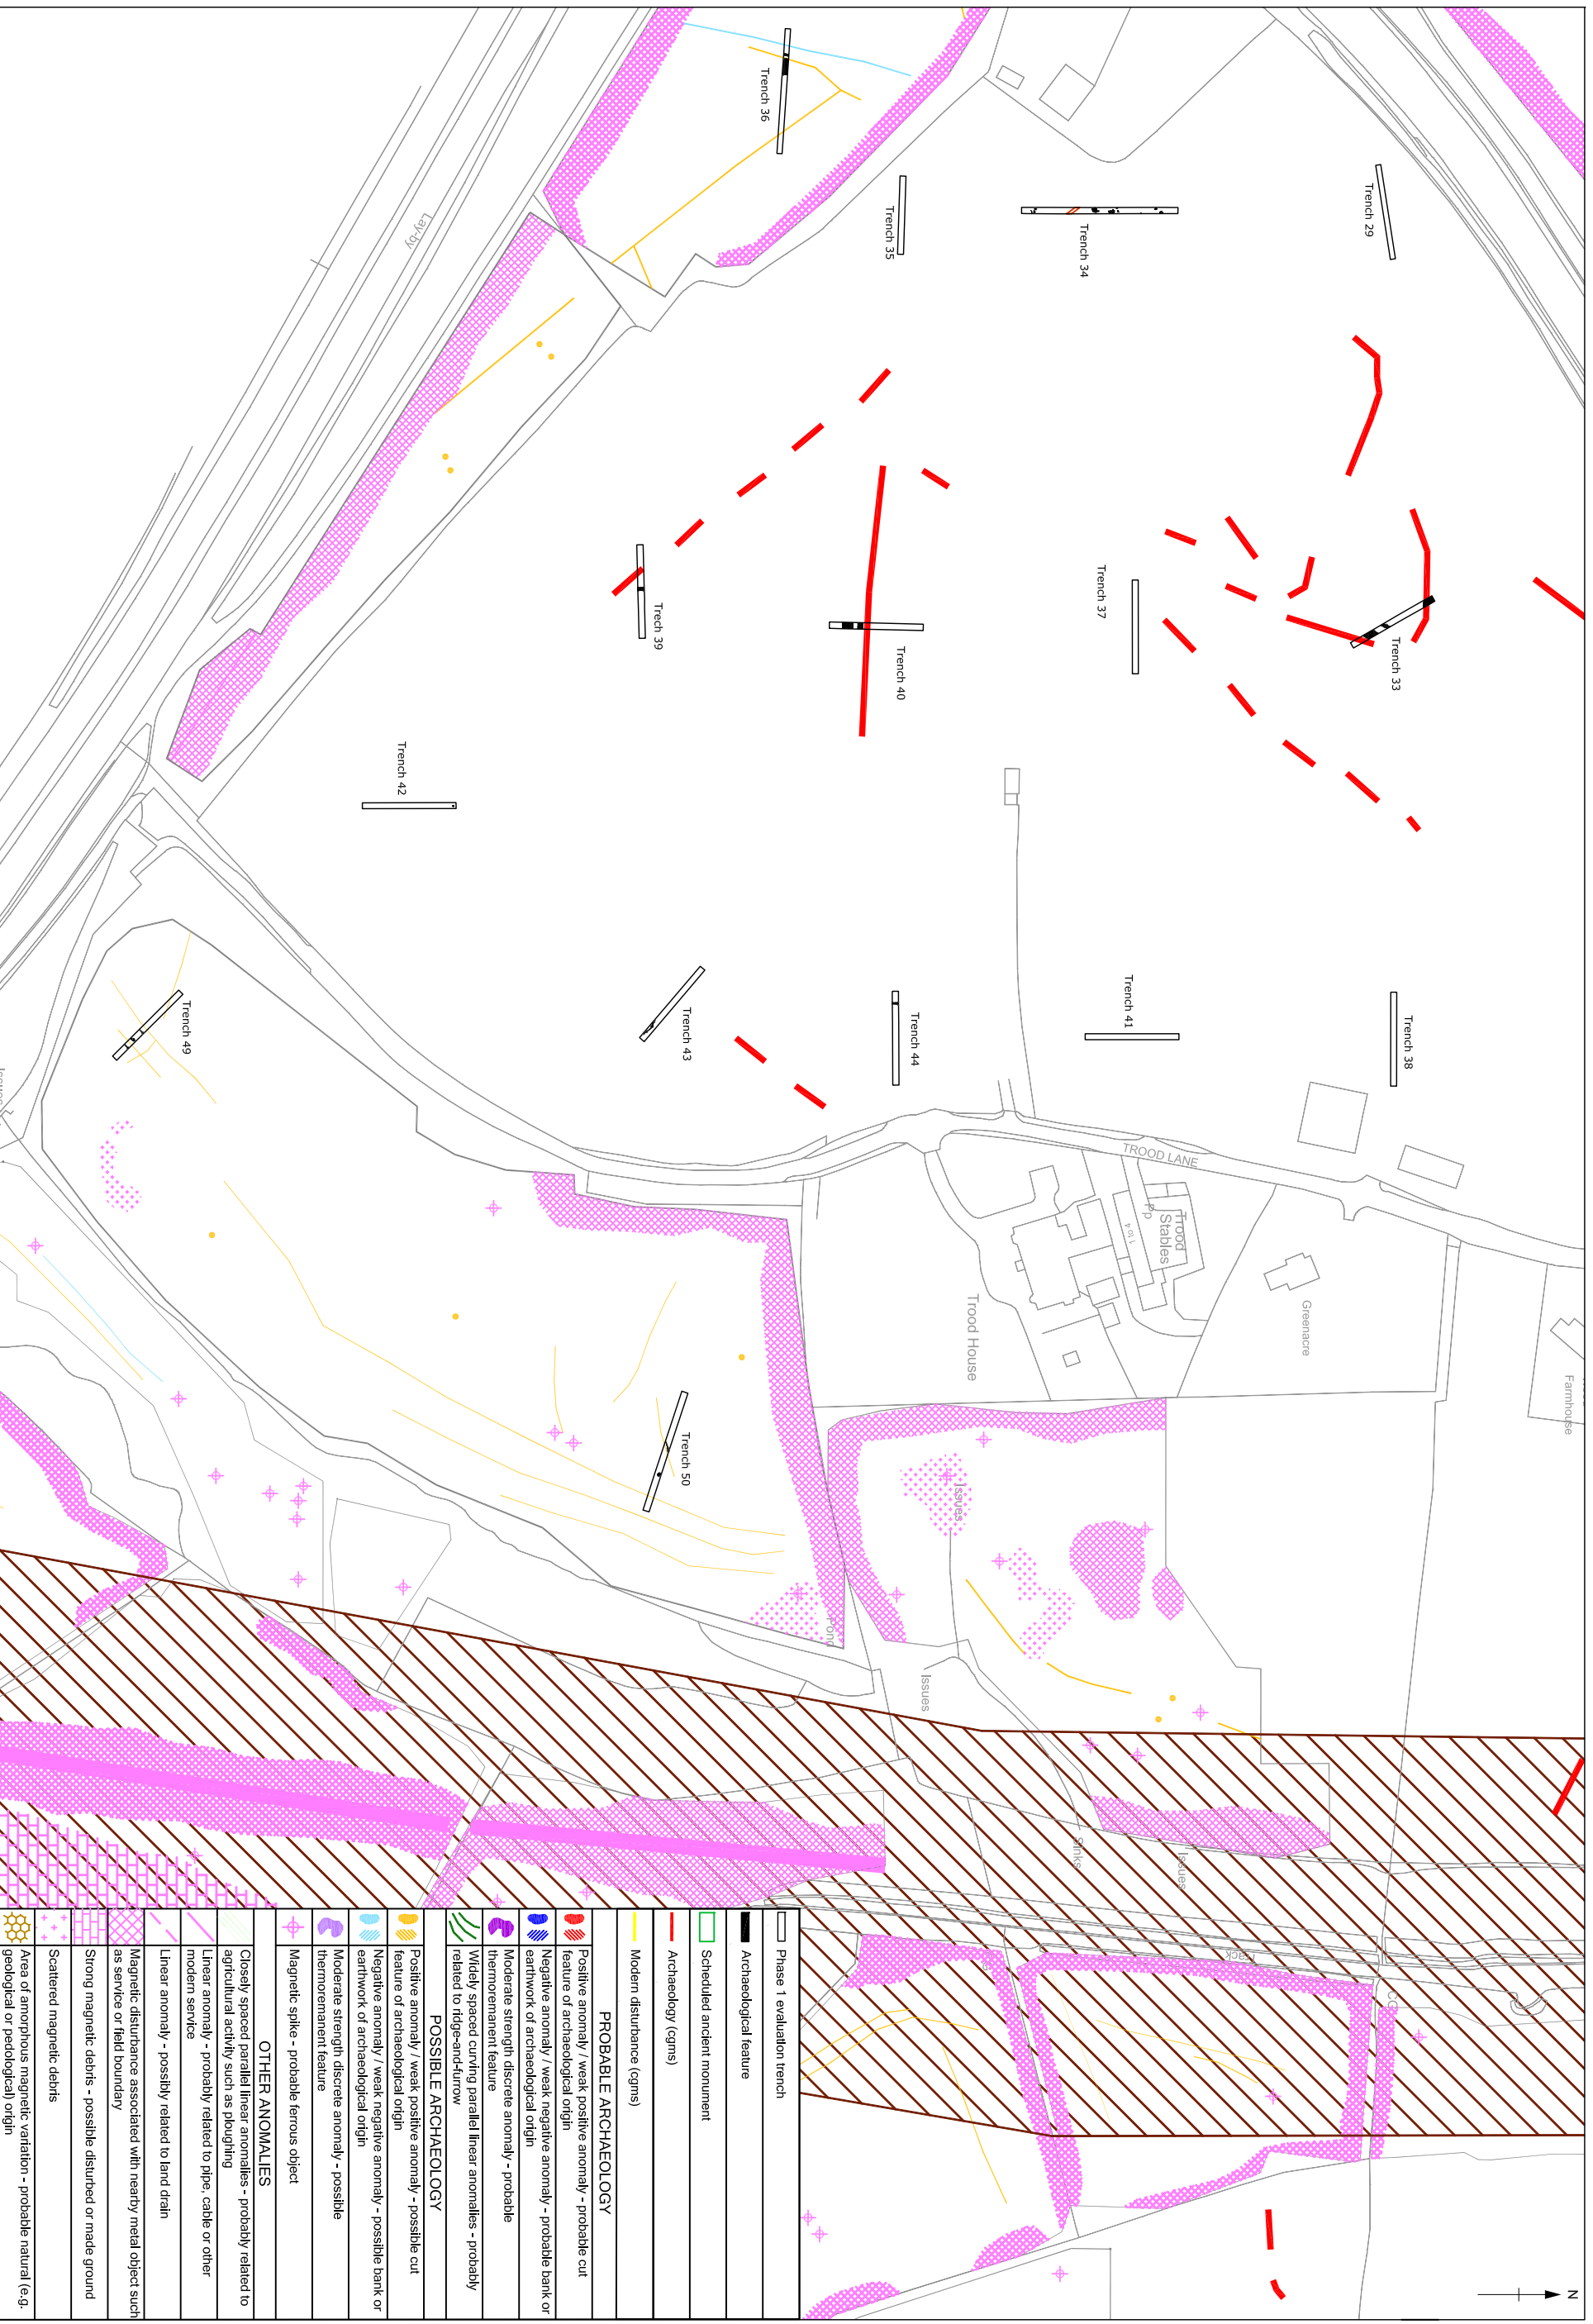 N
Trench 29
Trench 33
Trench 34
Trench 35
Trench 36
Trench 37
Trench 38
Trech 39
Trench 40
Trench 41
Trench 42
Trench 43
Trench 44
Trench 49
Trench 50
Lay-by
TROOD LANE
Trood
Stables
1 to 4
Trood House
Greenacre
Farmhouse
Issues
Issues
Pond
Sinks
Issues
Track
Issues
Phase 1 evaluation trench
Archaeological feature
Scheduled ancient monument
Archaeology (cgms)
Modern disturbance (cgms)
PROBABLE ARCHAEOLOGY
Positive anomaly / weak positive anomaly - probable cut
feature of archaeological origin
Negative anomaly / weak negative anomaly - probable bank or
earthwork of archaeological origin
Moderate strength discrete anomaly - probable
thermoremanent feature
Widely spaced curving parallel linear anomalies - probably
related to ridge-and-furrow
POSSIBLE ARCHAEOLOGY
Positive anomaly / weak positive anomaly - possible cut
feature of archaeological origin
Negative anomaly / weak negative anomaly - possible bank or
earthwork of archaeological origin
Moderate strength discrete anomaly - possible
thermoremanent feature
Magnetic spike - probable ferrous object
OTHER ANOMALIES
Closely spaced parallel linear anomalies - probably related to
agricultural activity such as ploughing
Linear anomaly - probably related to pipe, cable or other
modern service
Linear anomaly - possibly related to land drain
Magnetic disturbance associated with nearby metal object such
as service or field boundary
Strong magnetic debris - possible disturbed or made ground
Scattered magnetic debris
Area of amorphous magnetic variation - probable natural (e.g.
geological or pedological) origin